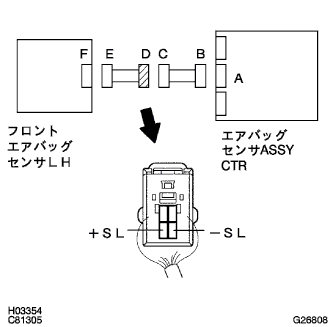 F E D C B A
フロント
エアバッグ
センサLH
エアバッグ
センサASSY
CTR
+SL -SL
H03354
C81305
G26808